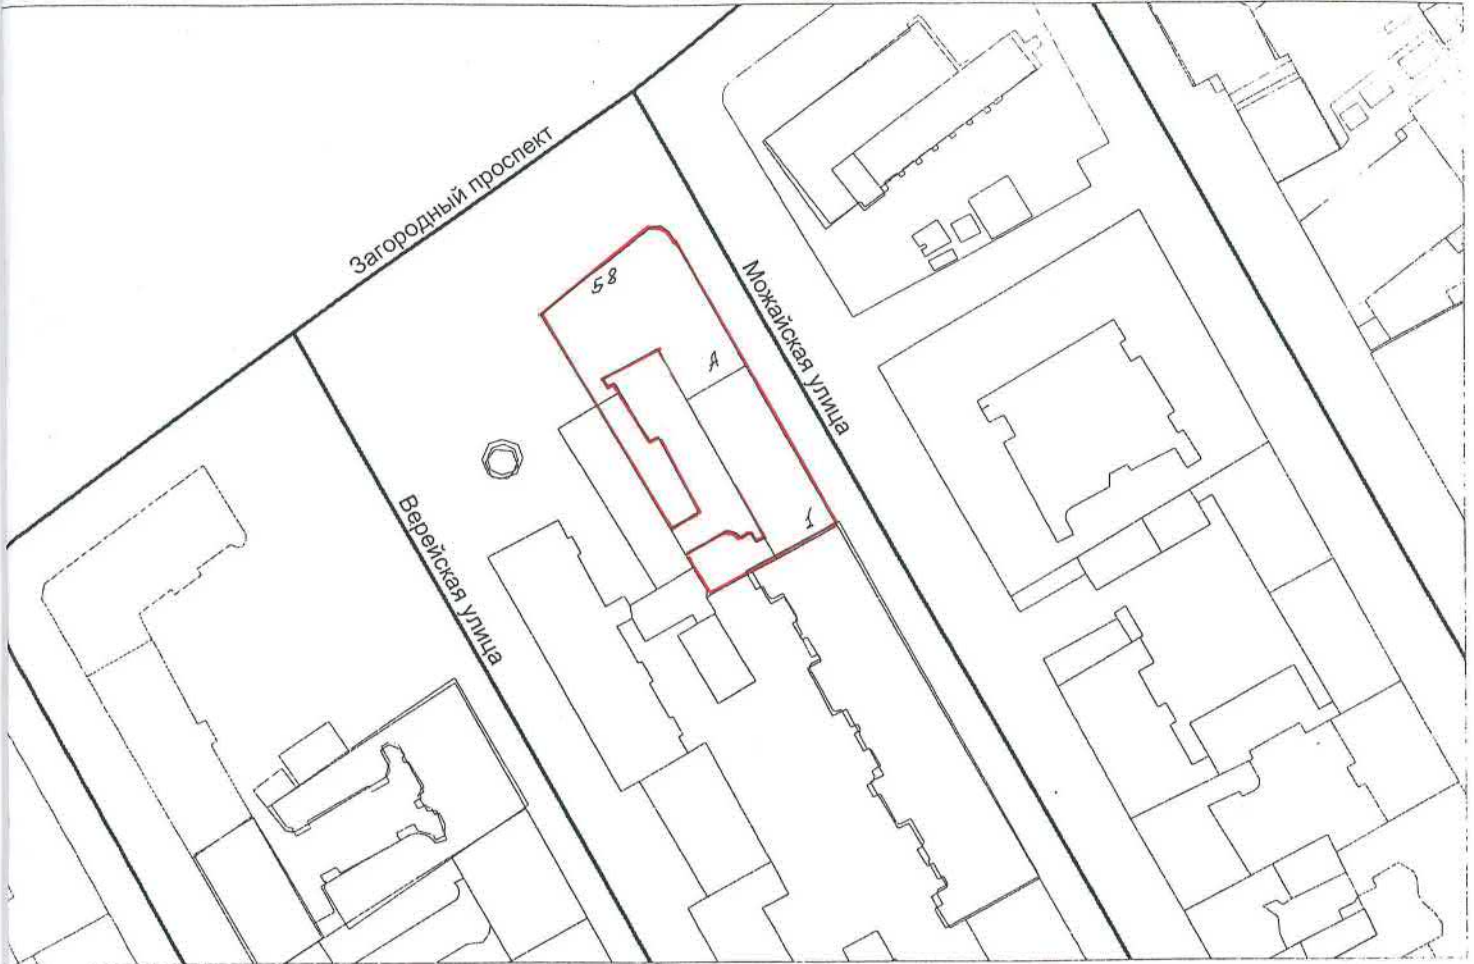 Загородный проспект
58
Можайская улица
А
Верейская улица
1